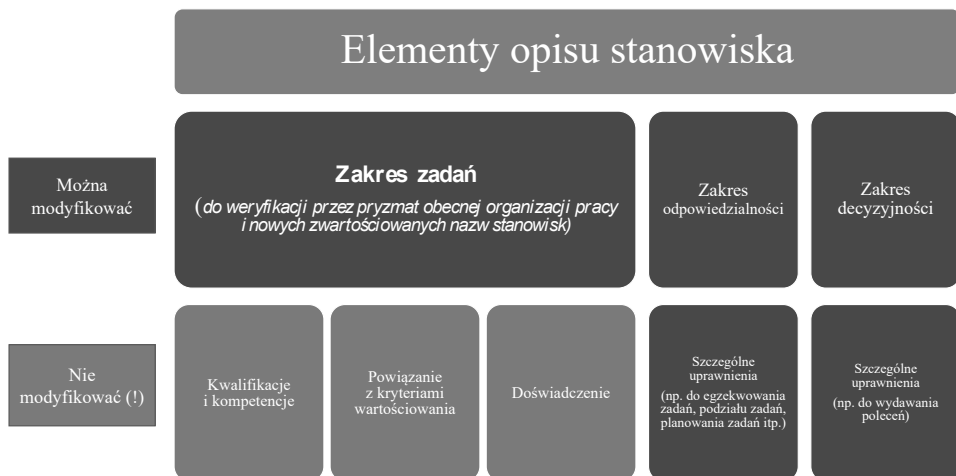 Elementy opisu stanowiska
Można
modyfikować
Zakres zadań
(do weryfikacji przez pryzmat obecnej organizacji pracy
i nowych zwartościowanych nazw stanowisk)
Zakres
odpowiedzialności
Zakres
decyzyjności
Nie
modyfikować (!)
Kwalifikacje
i kompetencje
Powiązanie
z kryteriami
wartościowania
Doświadczenie
Szczególne
uprawnienia
(np. do egzekwowania
zadań, podziału zadań,
planowania zadań itp.)
Szczególne
uprawnienia
(np. do wydawania
poleceń)